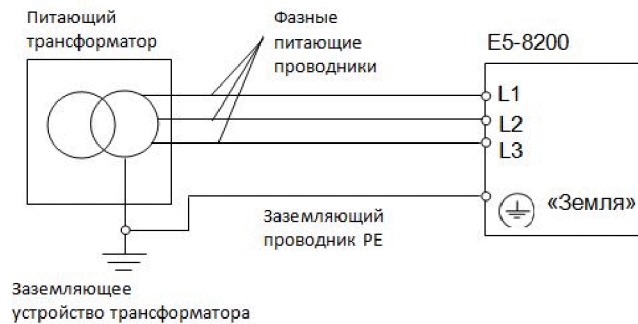 Питающий
трансформатор
Фазные
питающие
проводники
E5-8200
L1
L2
L3
«Земля»
Заземляющий
проводник PE
Заземляющее
устройство трансформатора